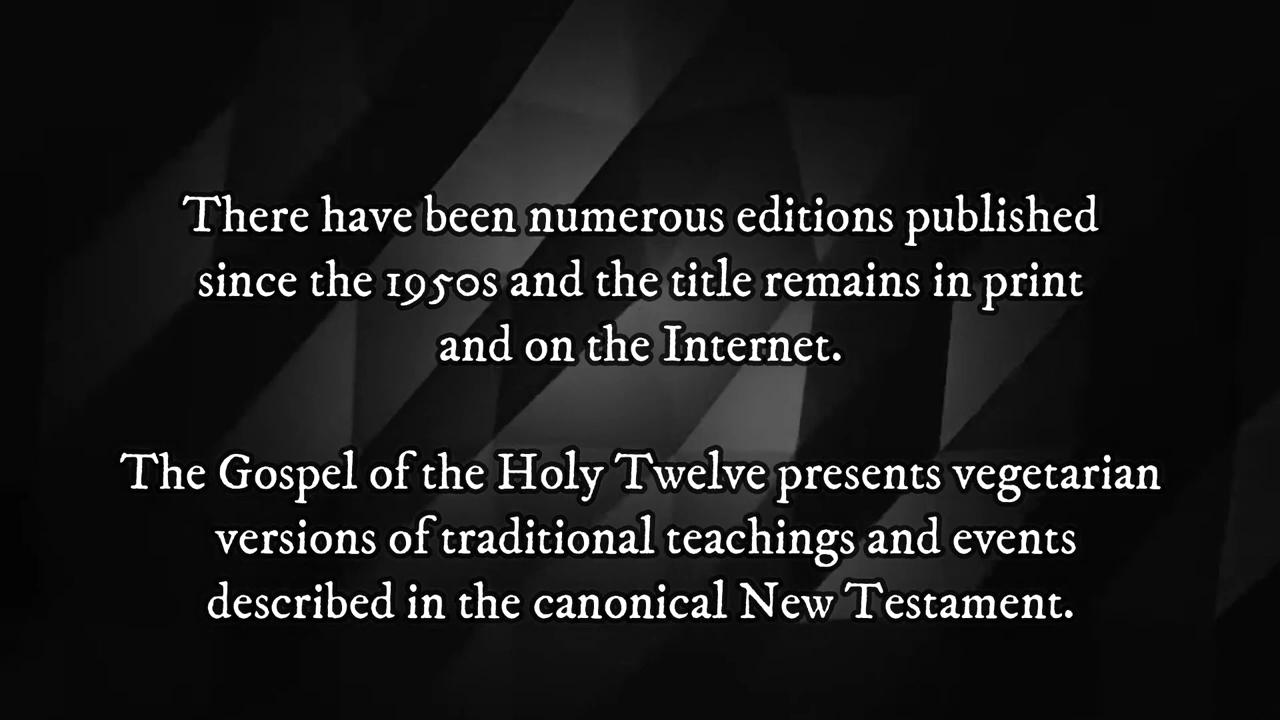 There have been numerous editions published
since the 1950s and the title remains in print
and on the Internet.
The Gospel of the Holy Twelve presents vegetarian
versions of traditional teachings and events
described in the canonical New Testament.